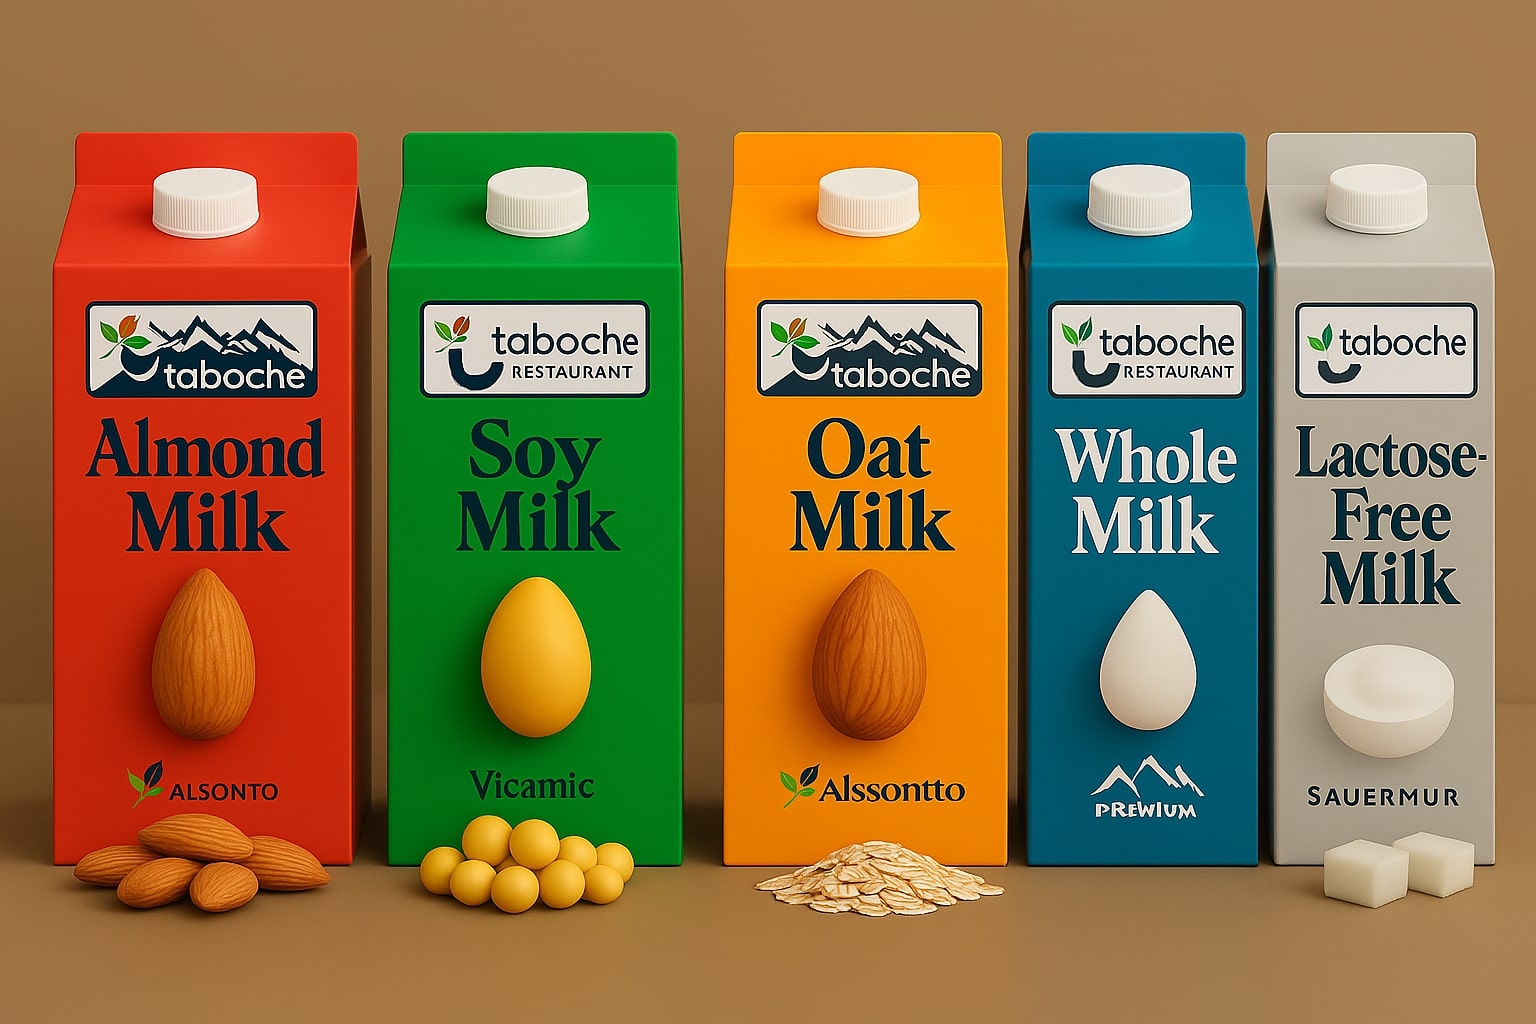 taboche
Almond
Milk
ALSONTO
taboche
RESTAURANT
Soy
Milk
Vicamic
taboche
Oat
Milk
Alssontto
taboche
RESTAURANT
Whole
Milk
PREWIUM
taboche
Lactose-
Free
Milk
SAUERMUR